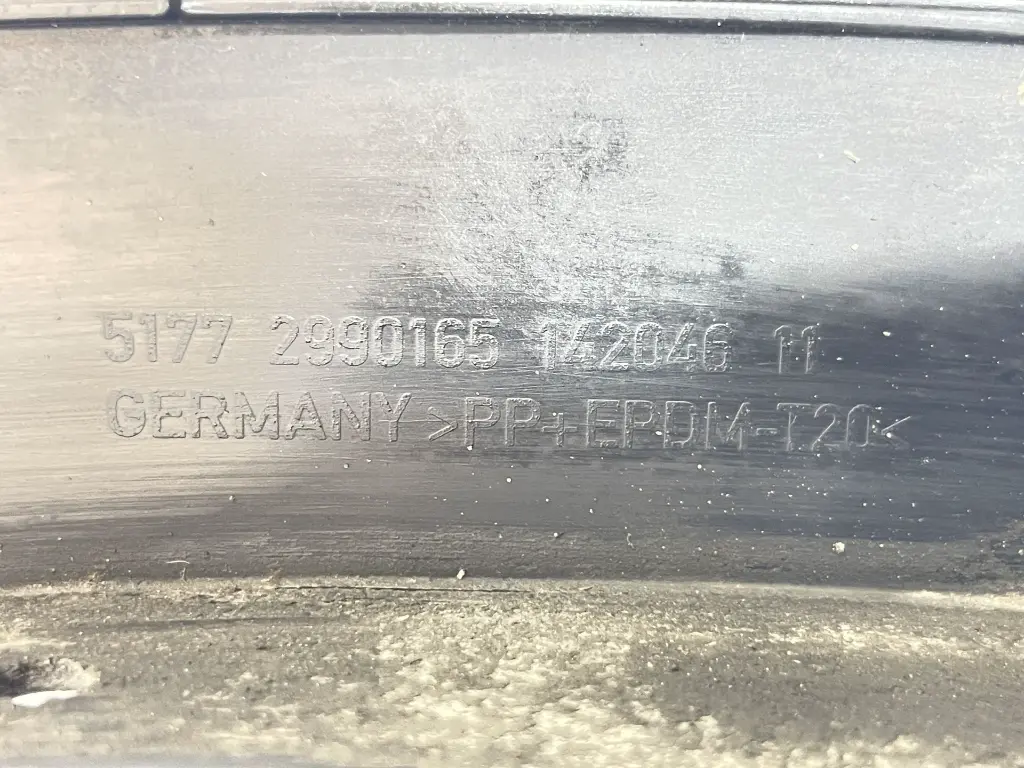 5177 2990165 142046 11
GERMANY >PP+EPDM-T20<